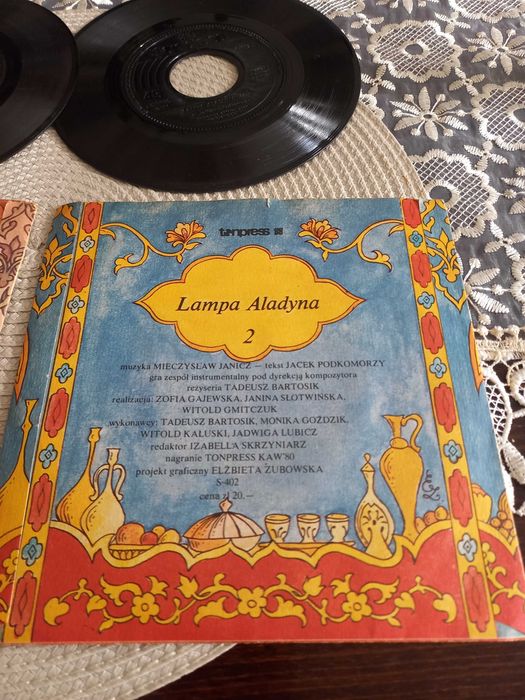 tonpress
Lampa Aladyna
2
muzyka MIECZYSŁAW JANICZ — tekst JACEK PODKOMORZY
gra zespół instrumentalny pod dyrekcją kompozytora
reżyseria TADEUSZ BARTOSIK
realizacja: ZOFIA GAJEWSKA, JANINA SŁOTWIŃSKA,
WITOLD GMITCZUK
wykonawcy: TADEUSZ BARTOSIK, MONIKA GOŹDZIK,
WITOLD KAŁUSKI, JADWIGA LUBICZ
redaktor IZABELLA SKRZYNIARZ
nagranie TONPRESS KAW'80
projekt graficzny ELŻBIETA ŻUBOWSKA
S-402
cena zł 20.—